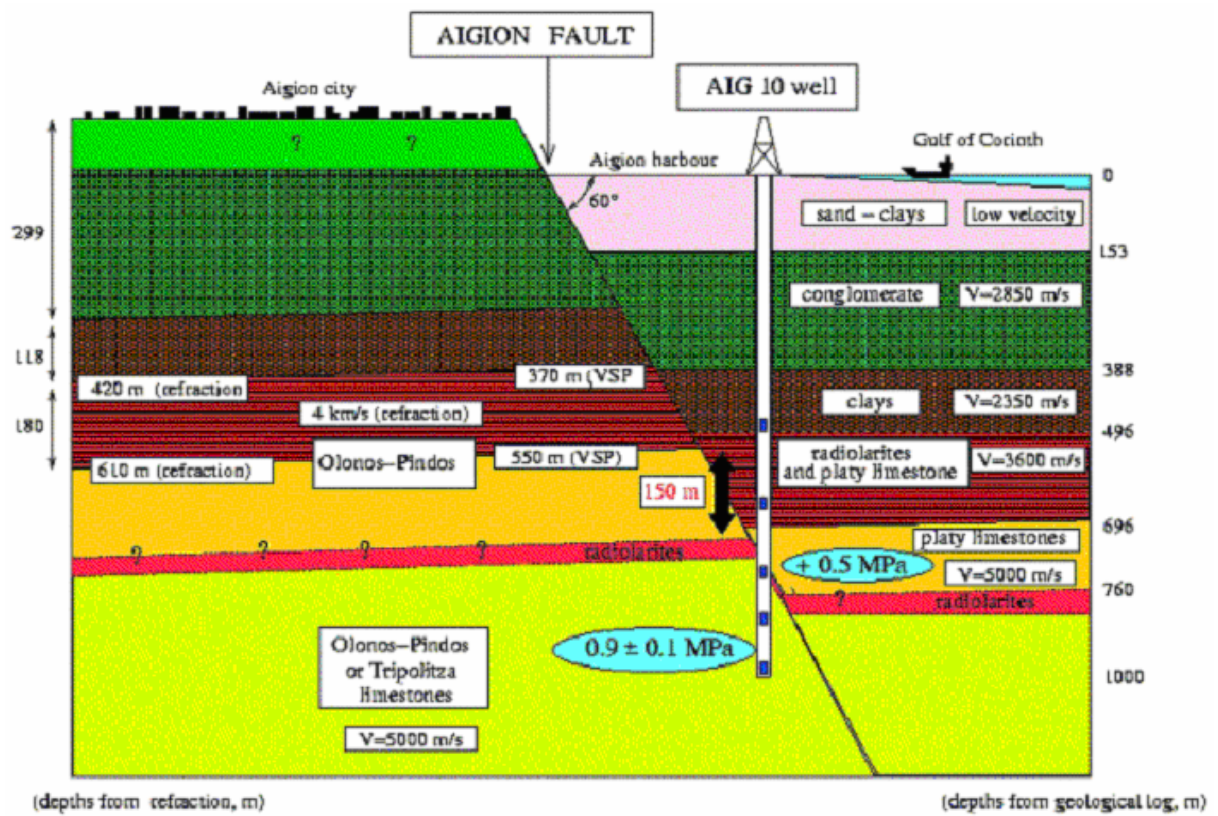 AIGION FAULT
AIG 10 well
Aigion city
Gulf of Corinth
? ?
Aigion harbour
0
60°
sand - clays
low velocity
299
153
conglomerate
V=2850 m/s
118
388
370 m (VSP
420 m (refraction
clays
V=2350 m/s
4 km/s (refraction)
180
496
Olonos-Pindos
550 m (VSP)
radiolarites
and platy limestone
V=3600 m/s
610 m (refraction)
150 m
696
platy limestones
? ? ? ?
radiolarites
+ 0.5 MPa
V=5000 m/s
760
?
radiolarites
Olonos-Pindos
or Tripolitza
limestones
0.9 ± 0.1 MPa
1000
V=5000 m/s
(depths from refraction, m)
(depths from geological log, m)